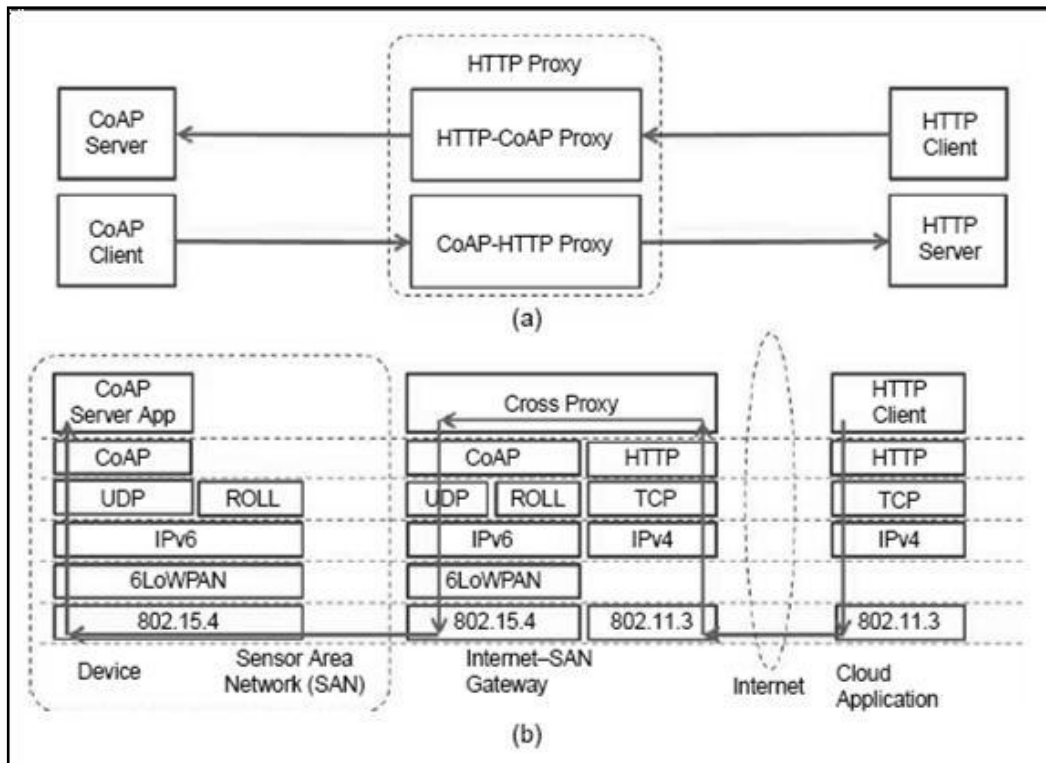 HTTP Proxy
CoAP
Server
HTTP-CoAP Proxy
HTTP
Client
CoAP
Client
CoAP-HTTP Proxy
HTTP
Server
(a)
CoAP
Server App
Cross Proxy
HTTP
Client
CoAP
CoAP
HTTP
HTTP
UDP
ROLL
UDP
ROLL
TCP
TCP
IPv6
IPv6
IPv4
IPv4
6LoWPAN
6LoWPAN
802.15.4
802.15.4
802.11.3
802.11.3
Device
Sensor Area
Network (SAN)
Internet–SAN
Gateway
Internet
Cloud
Application
(b)